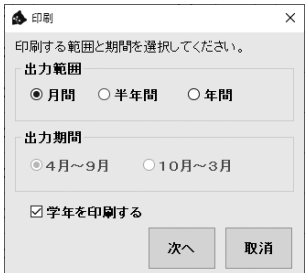 印刷
印刷する範囲と期間を選択してください。
出力範囲
月間 半年間 年間
出力期間
4月～9月 10月～3月
学年を印刷する
次へ 取消